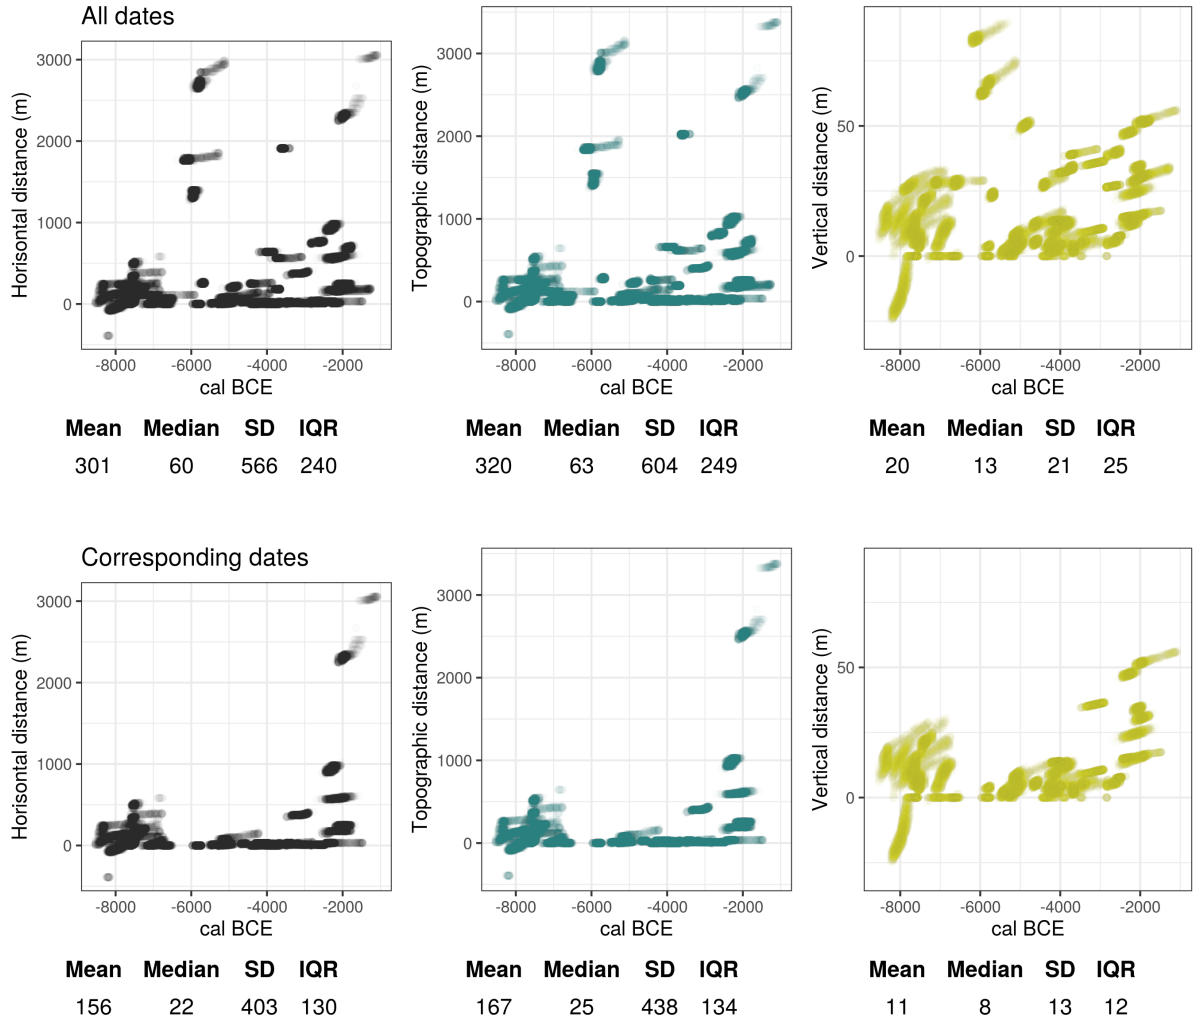 All dates
Horisontal distance (m)
3000
2000
1000
0
-8000 -6000 -4000 -2000
cal BCE
Mean Median SD IQR
301 60 566 240
Topographic distance (m)
3000
2000
1000
0
-8000 -6000 -4000 -2000
cal BCE
Mean Median SD IQR
320 63 604 249
Vertical distance (m)
50
0
-8000 -6000 -4000 -2000
cal BCE
Mean Median SD IQR
20 13 21 25
Corresponding dates
Horisontal distance (m)
3000
2000
1000
0
-8000 -6000 -4000 -2000
cal BCE
Mean Median SD IQR
156 22 403 130
Topographic distance (m)
3000
2000
1000
0
-8000 -6000 -4000 -2000
cal BCE
Mean Median SD IQR
167 25 438 134
Vertical distance (m)
50
0
-8000 -6000 -4000 -2000
cal BCE
Mean Median SD IQR
11 8 13 12